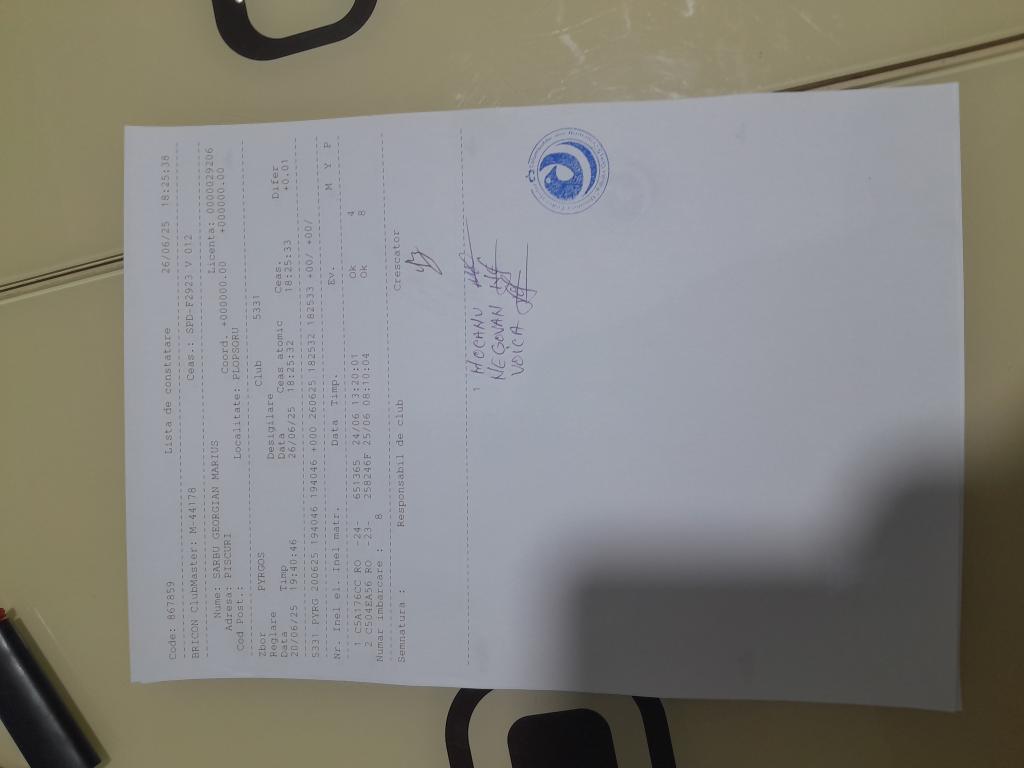 Code: 867859 Lista de constatare 26/06/25 18:25:38
BRICON ClubMaster: M-44178 Ceas.: SPD-F2923 V 012
Nume: SARBU GEORGIAN MARIUS Licenta: 0000029206
Adresa: PISCURI Coord. +000000.00 +000000.00
Cod Post.: Localitate: PLOPSORU
Zbor PYRGOS Club 5331
Reglare Desigilare
Data Timp Data Ceas atomic Ceas. Difer
20/06/25 19:40:46 26/06/25 18:25:32 18:25:33 +0.01
5331 PYRG 200625 194046 194046 +000 260625 182532 182533 +00/ +00/
Nr. Inel el. Inel matr. Data Timp. Ev. M Y P
1 C5A176CC RO -24- 651365 24/06 13:20:01 Ok 4
2 C504EA56 RO -23- 258246F 25/06 08:10:04 Ok 8
Numar imbarcare : 8
Semnatura : Responsabil de club Crescator
MOCANU
NEGOVAN
VOICA